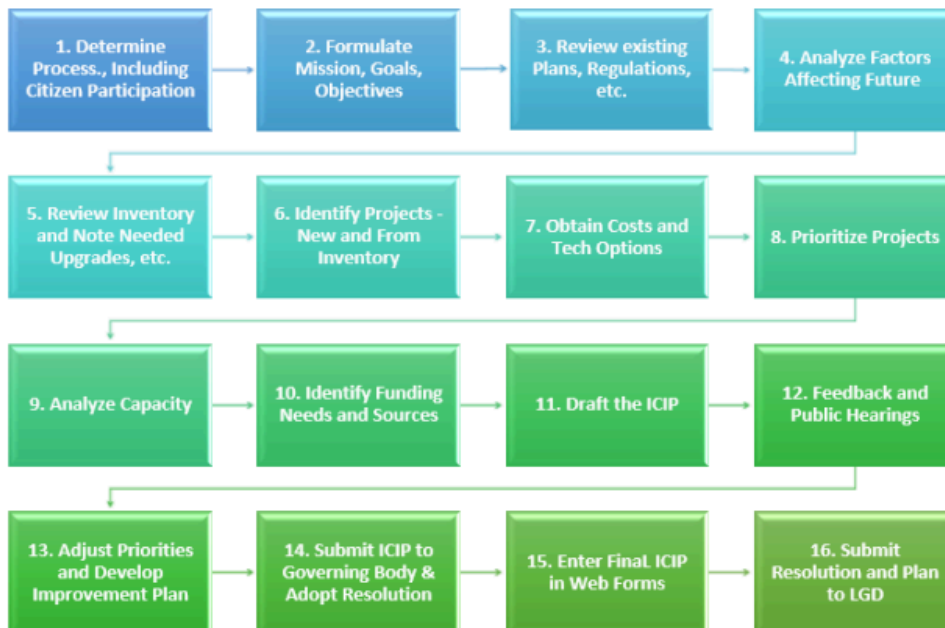 1. Determine
Process., Including
Citizen Participation
2. Formulate
Mission, Goals,
Objectives
3. Review existing
Plans, Regulations,
etc.
4. Analyze Factors
Affecting Future
5. Review Inventory
and Note Needed
Upgrades, etc.
6. Identify Projects -
New and From
Inventory
7. Obtain Costs and
Tech Options
8. Prioritize Projects
9. Analyze Capacity
10. Identify Funding
Needs and Sources
11. Draft the ICIP
12. Feedback and
Public Hearings
13. Adjust Priorities
and Develop
Improvement Plan
14. Submit ICIP to
Governing Body &
Adopt Resolution
15. Enter FinaL ICIP
in Web Forms
16. Submit
Resolution and Plan
to LGD